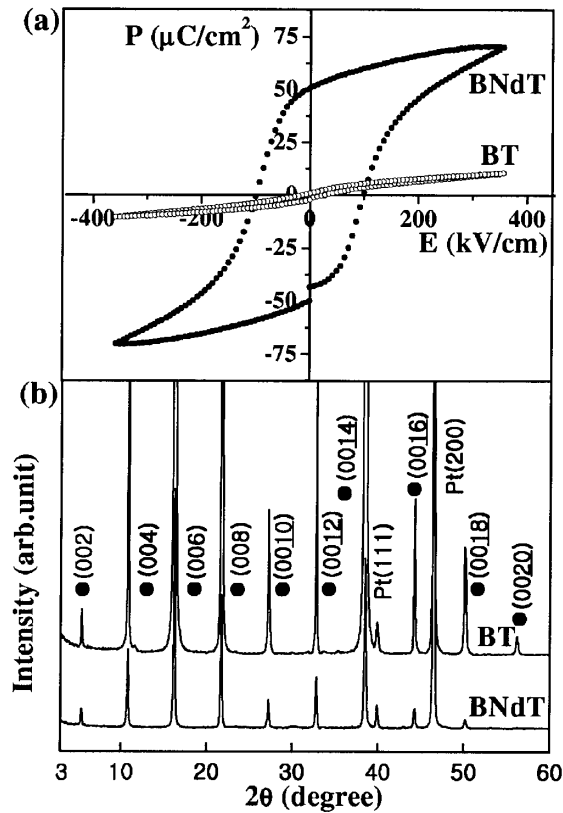 (a)
P (μC/cm²)
75
50
25
0
-25
-50
-75
-400
-200
0
200
400
E (kV/cm)
BNdT
BT
(b)
Intensity (arb.unit)
(002)
(004)
(006)
(008)
(0010)
(0012)
(0014)
Pt(111)
(0016)
Pt(200)
(0018)
(0020)
BT
BNdT
3 10 20 30 40 50 60
2θ (degree)